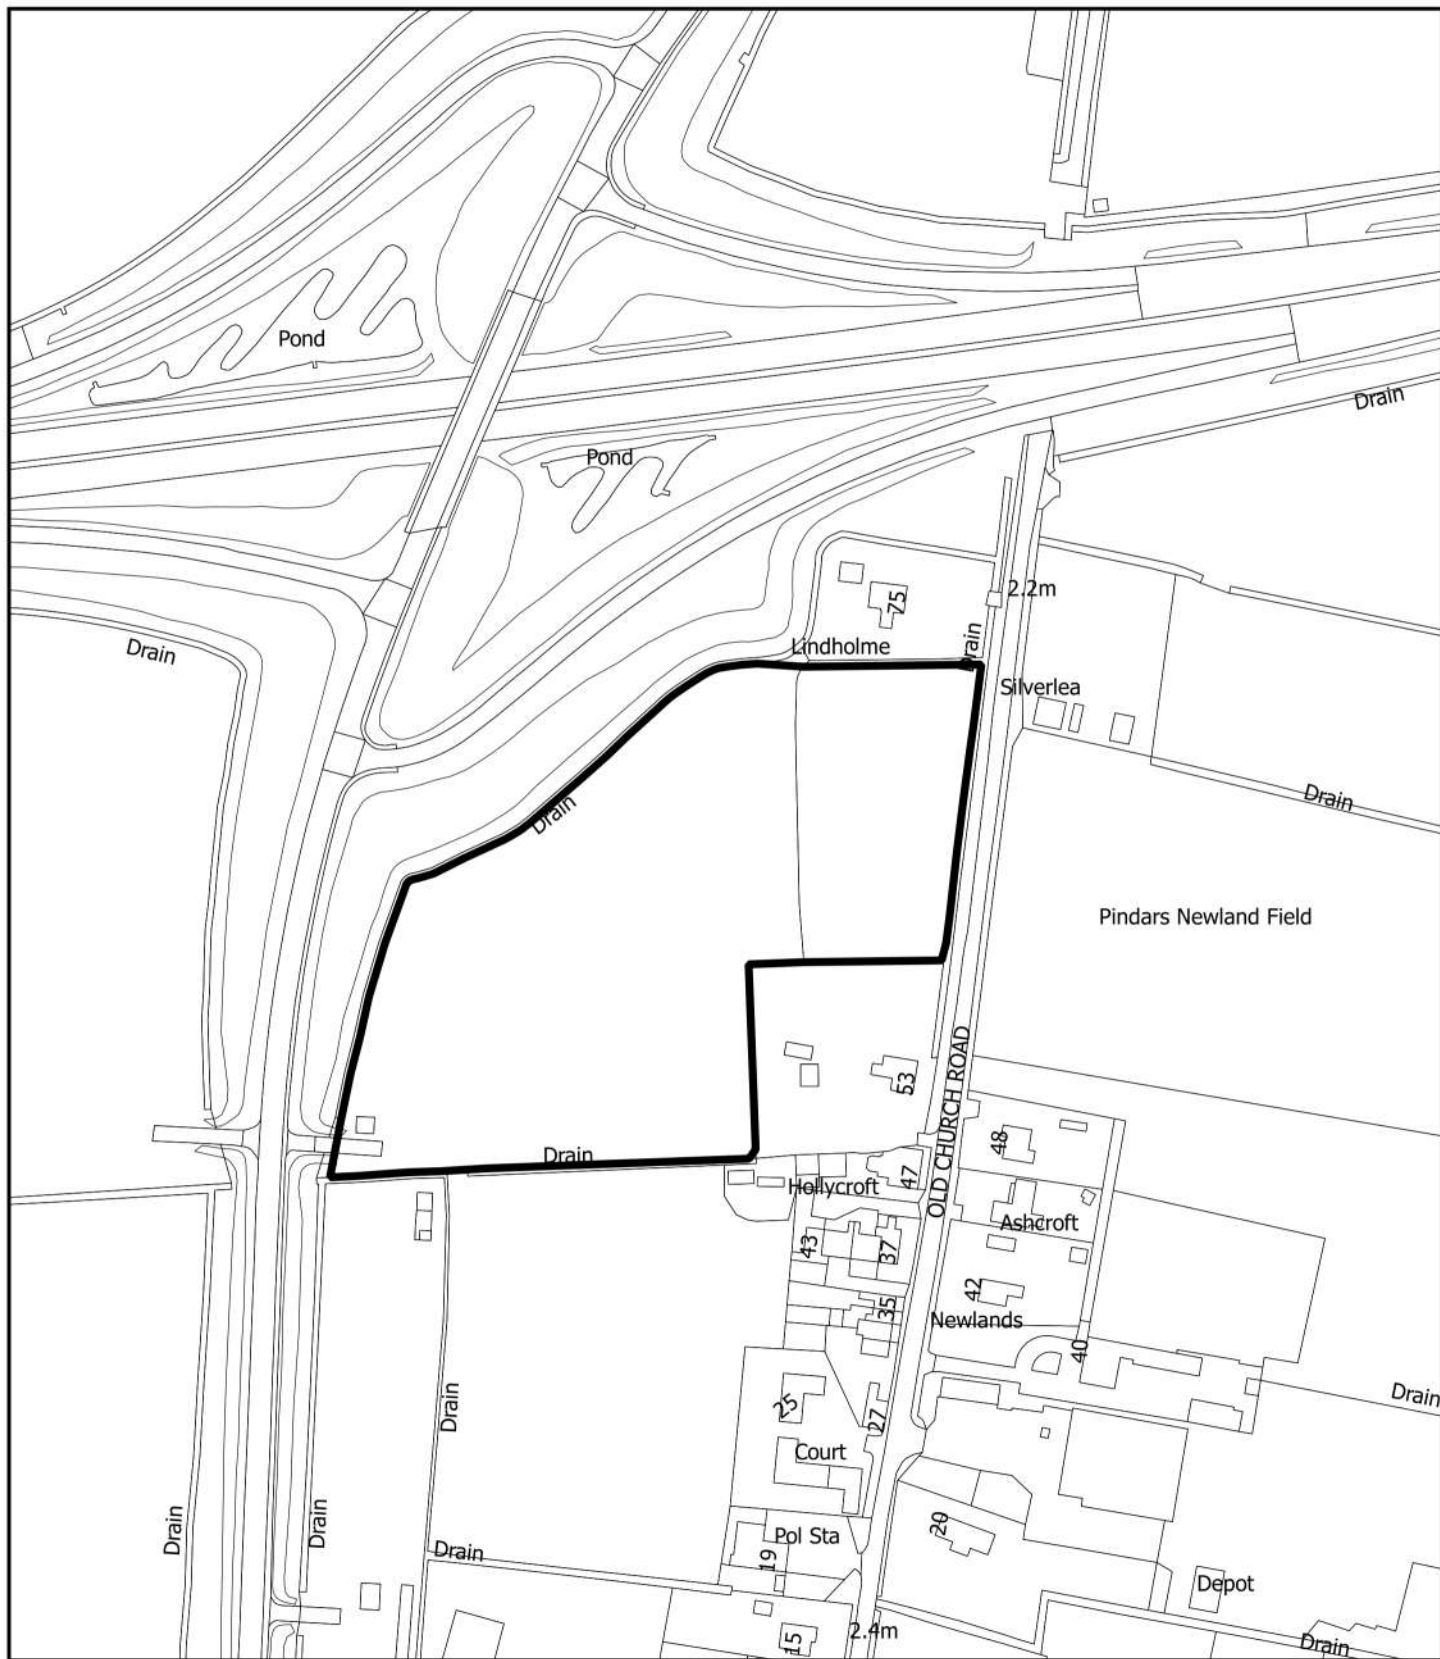 Pond
Drain
Pond
75
2.2m
Lindholme
Drain
Drain
Silverlea
Drain
Drain
Pindars Newland Field
53
OLD CHURCH ROAD
48
Drain
47
Hollycroft
Ashcroft
43
37
42
35
Newlands
40
25
27
Drain
Drain
Court
Drain
Drain
20
Pol Sta
19
Drain
Depot
15
2.4m
Drain